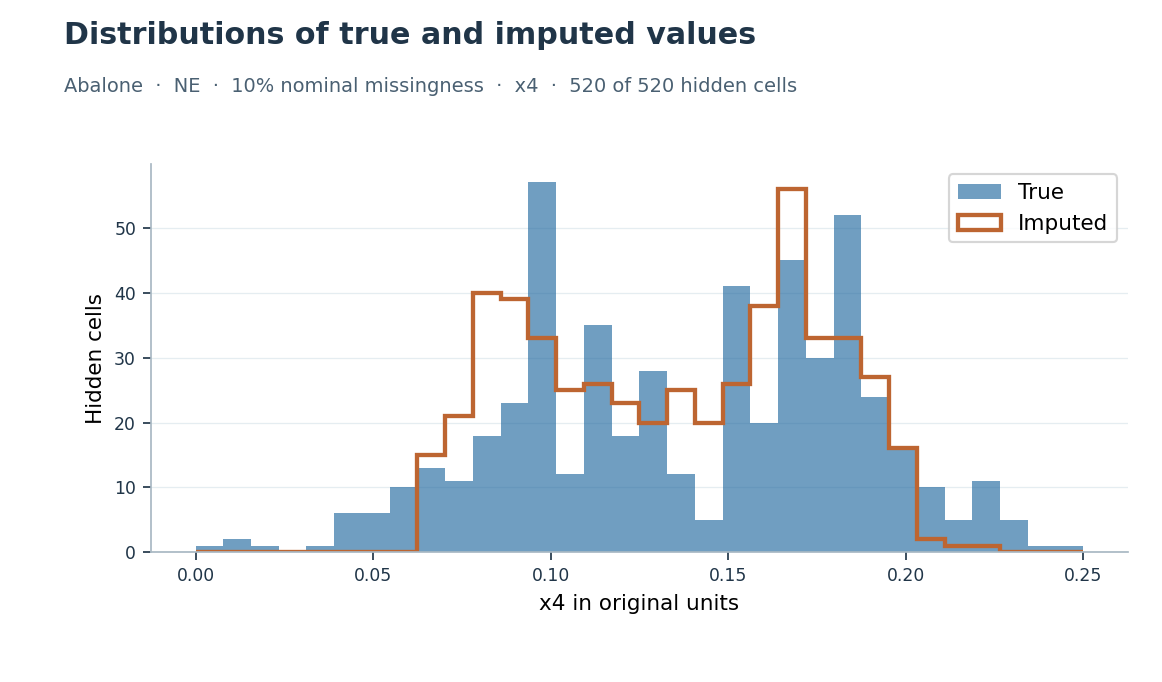 Distributions of true and imputed values
Abalone · NE · 10% nominal missingness · x4 · 520 of 520 hidden cells
True
Imputed
50
40
30
20
10
0
Hidden cells
0.00 0.05 0.10 0.15 0.20 0.25
x4 in original units